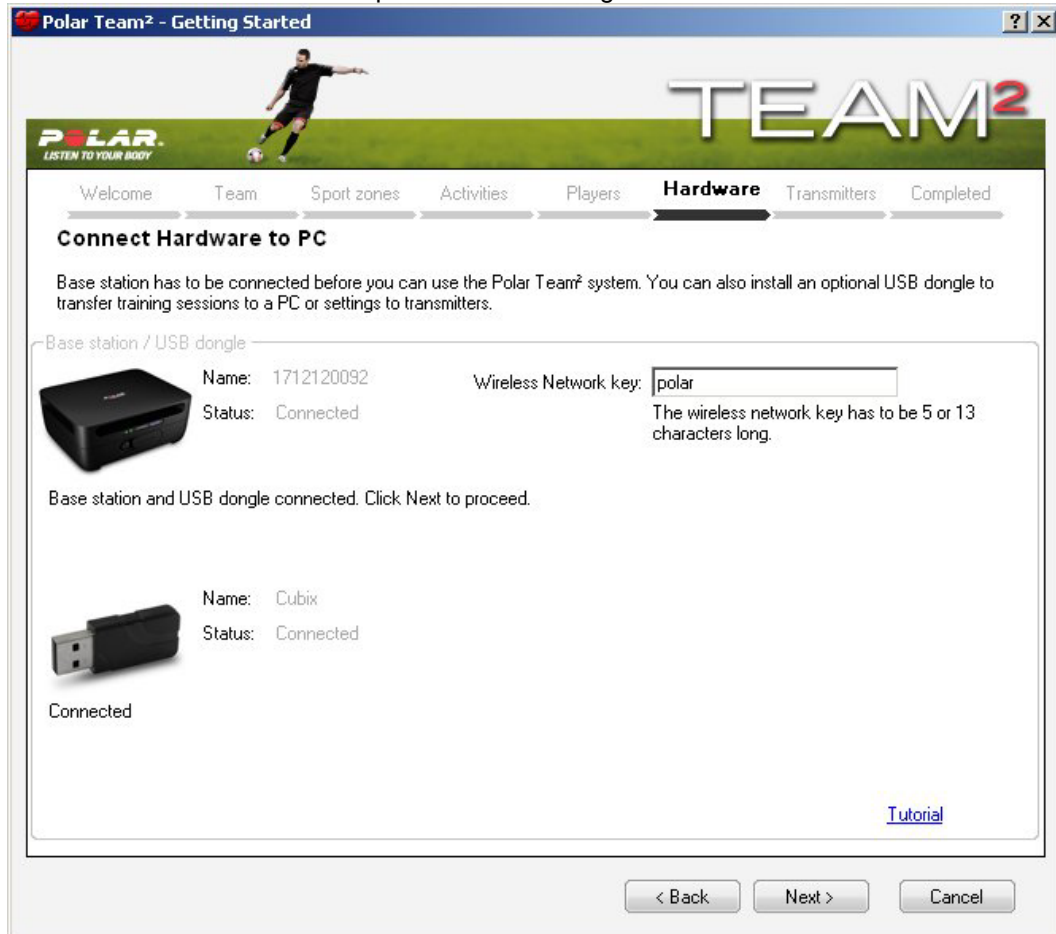 Polar Team² - Getting Started
TEAM²
POLAR.
LISTEN TO YOUR BODY
Welcome Team Sport zones Activities Players Hardware Transmitters Completed
Connect Hardware to PC
Base station has to be connected before you can use the Polar Team² system. You can also install an optional USB dongle to
transfer training sessions to a PC or settings to transmitters.
Base station / USB dongle
Name: 1712120092 Wireless Network key: polar
Status: Connected The wireless network key has to be 5 or 13
characters long.
Base station and USB dongle connected. Click Next to proceed.
Name: Cubix
Status: Connected
Connected
Tutorial
< Back Next > Cancel